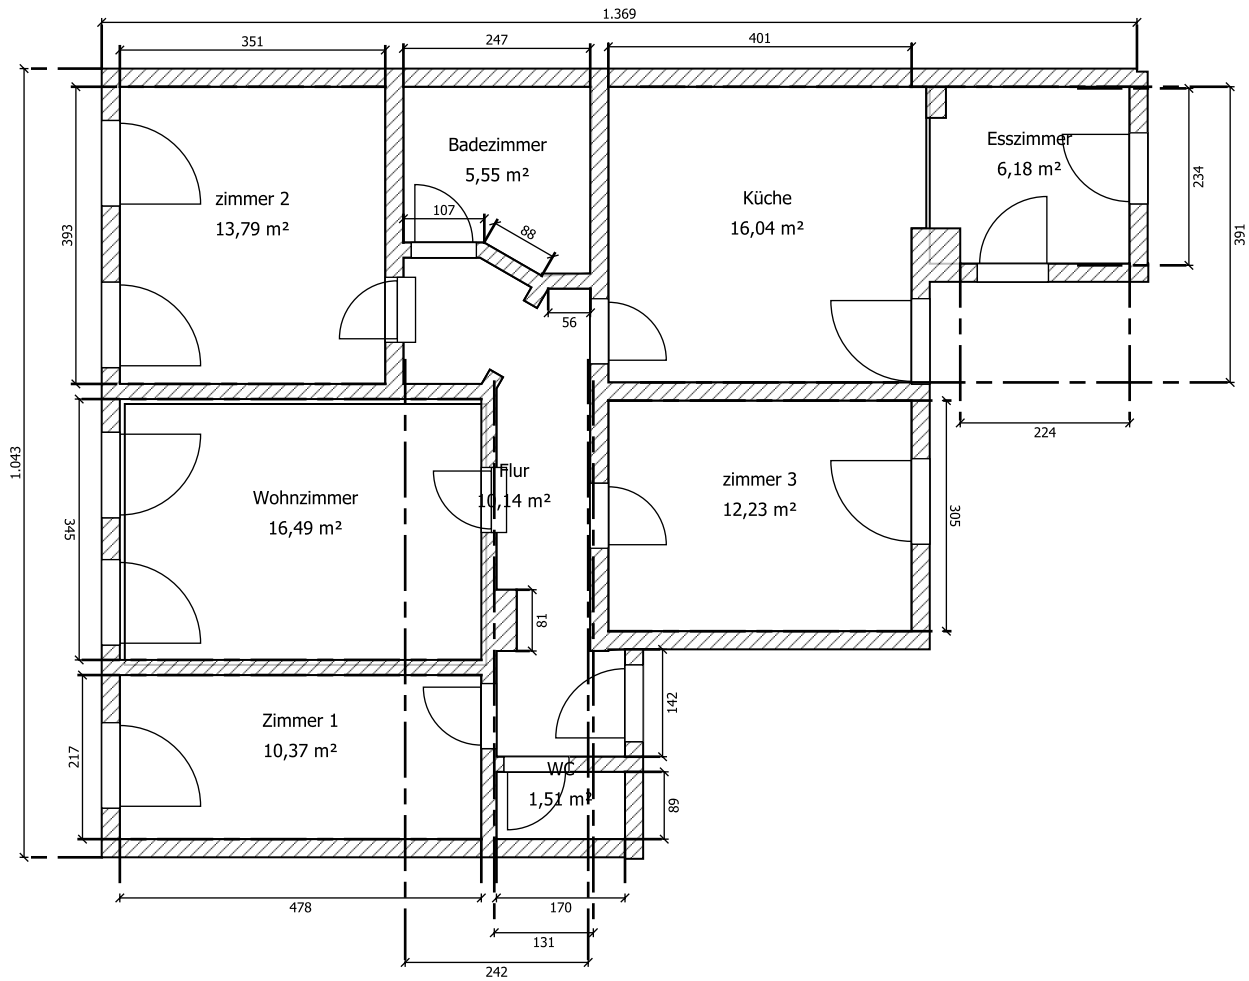 1.369
351
247
401
Badezimmer
5,55 m²
Esszimmer
6,18 m²
zimmer 2
13,79 m²
Küche
16,04 m²
107
88
393
234
391
56
Flur
10,14 m²
zimmer 3
12,23 m²
Wohnzimmer
16,49 m²
224
1.043
345
305
81
142
Zimmer 1
10,37 m²
WC
1,51 m²
217
89
478
170
131
242